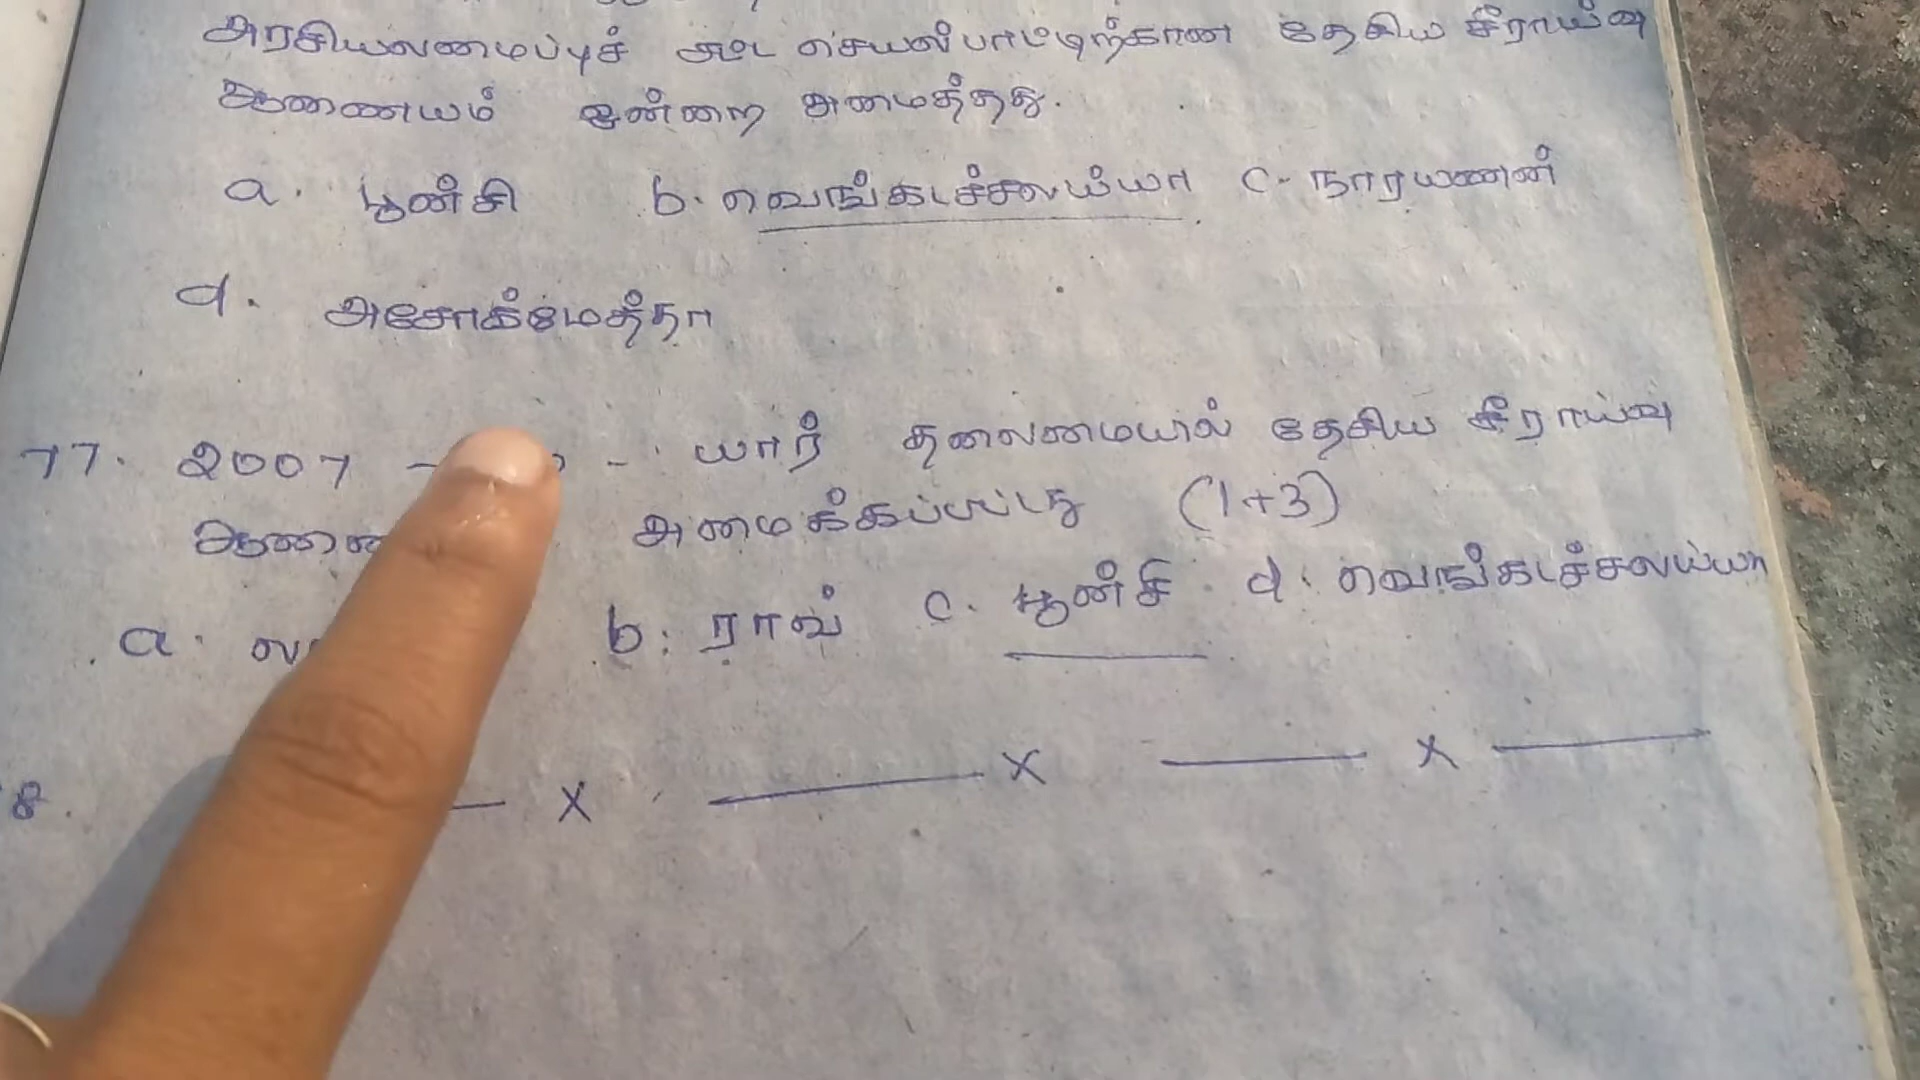 அரசியலமைப்புச் சட்ட செயல்பாட்டிற்கான தேசிய சீராய்வு
ஆணையம் ஒன்றை அமைத்தது.
a. பூன்சி b. வெங்கடச்சலய்யா c. நாராயணன்
d. அசோக்மேத்தா
77. 2007 - - யார் தலைமையில் தேசிய சீராய்வு
அமைக்கப்பட்டது (1+3)
a. b. ராவ் c. பூன்சி d. வெங்கடச்சலய்யா
8. — x — x — x —